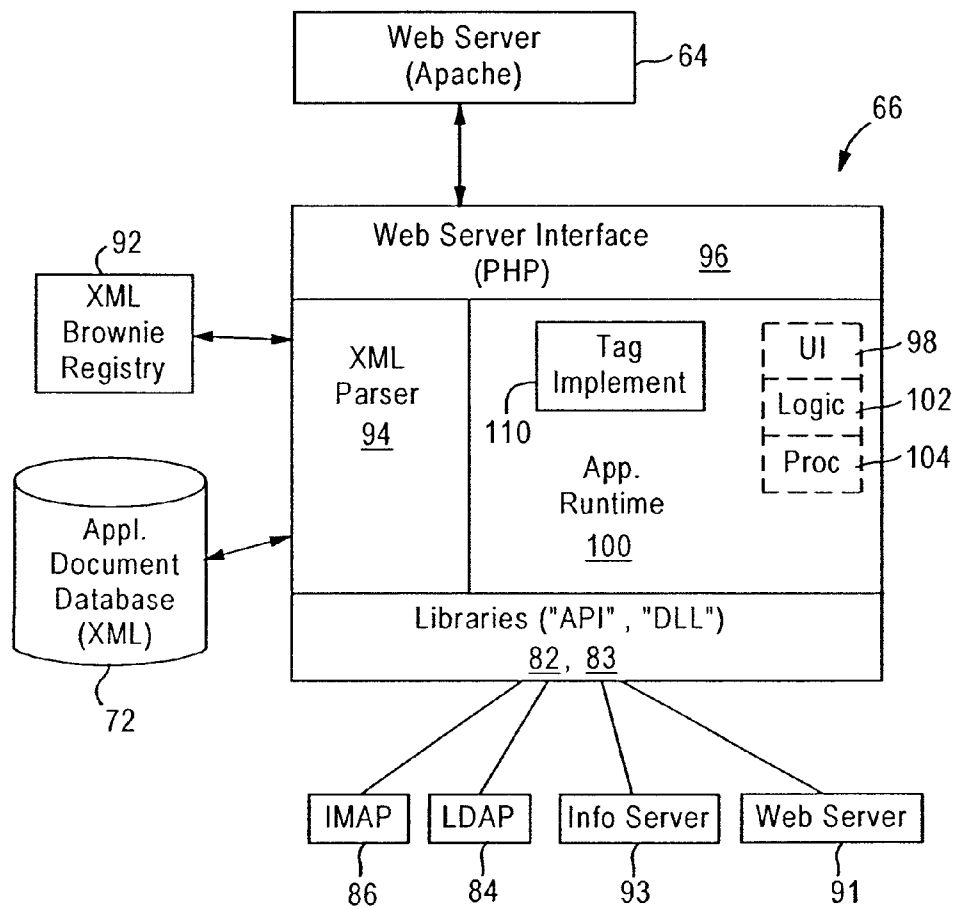 Web Server
(Apache)
64
66
Web Server Interface
(PHP)
96
92
XML
Brownie
Registry
XML
Parser
94
Tag
Implement
110
UI
98
Logic
102
Proc
104
App.
Runtime
100
Appl.
Document
Database
(XML)
72
Libraries ("API" , "DLL")
82, 83
IMAP
LDAP
Info Server
Web Server
86
84
93
91